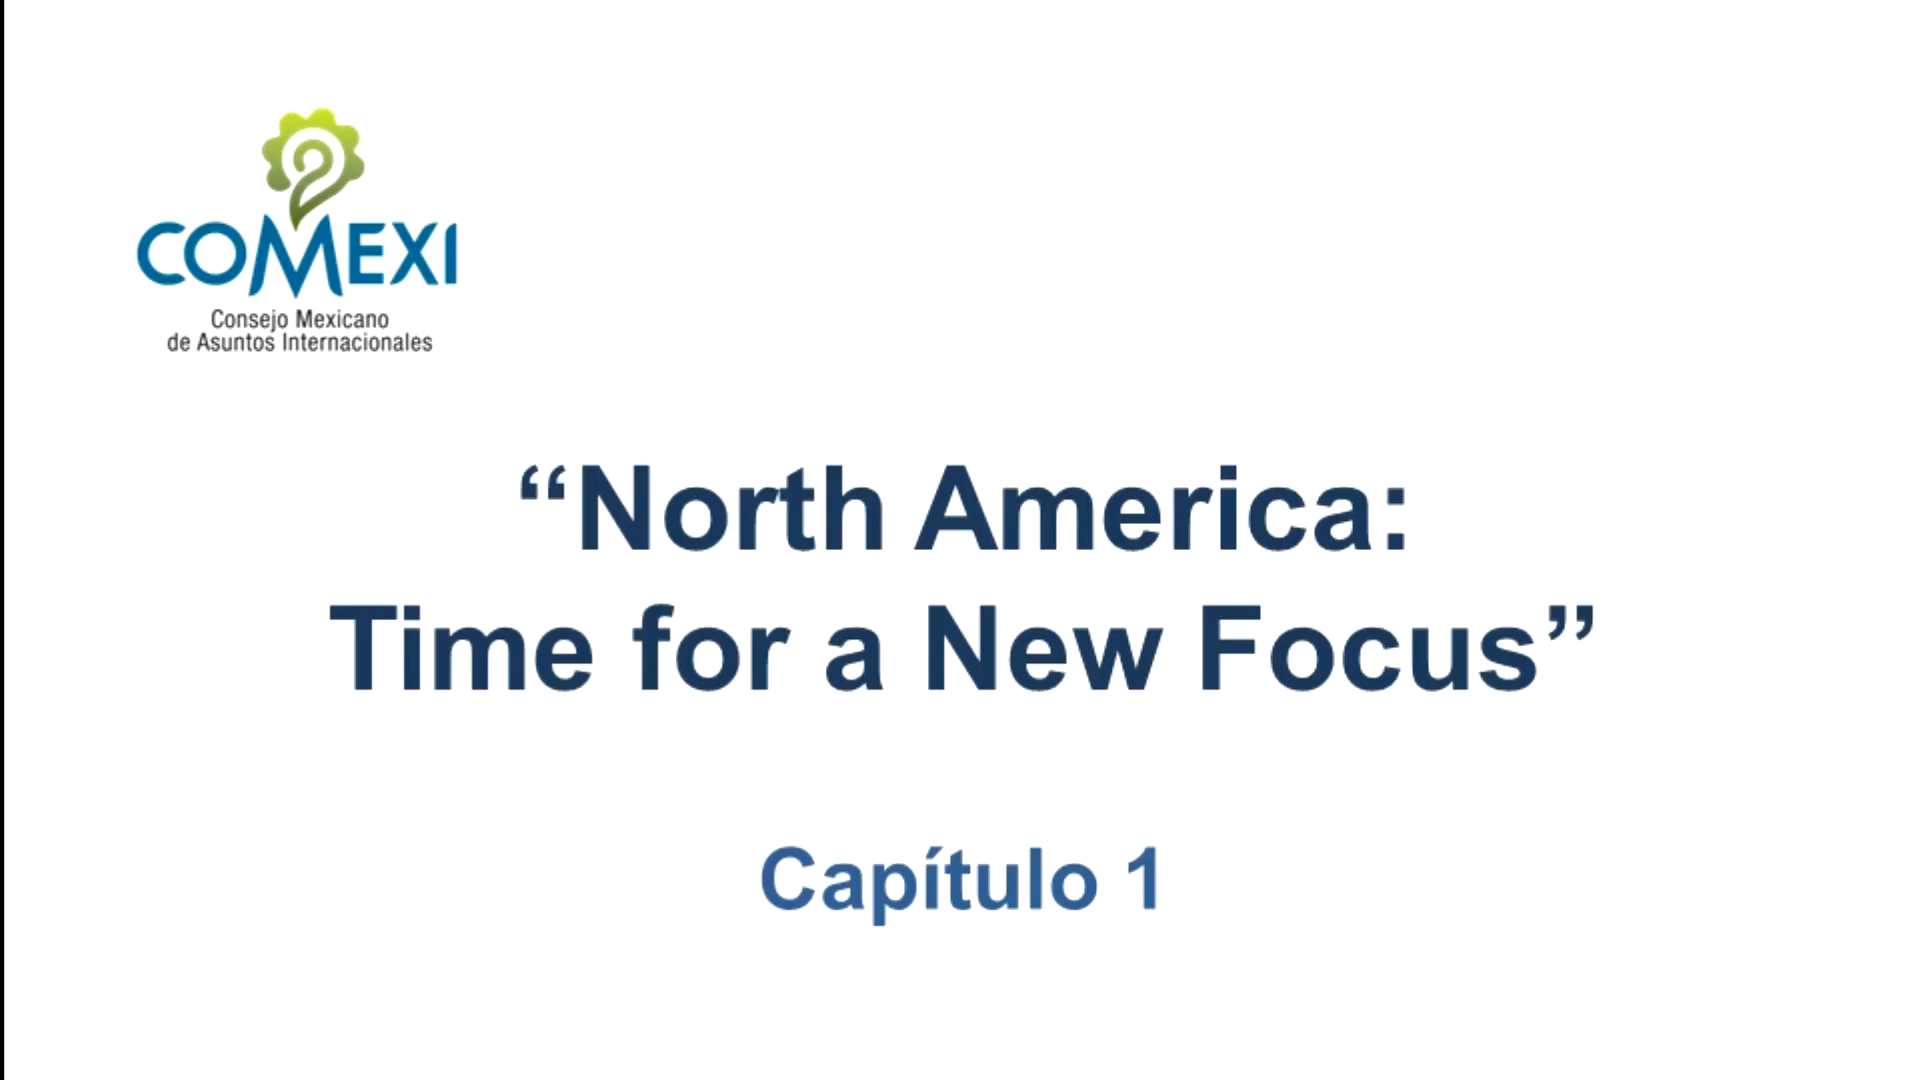 COMEXI
Consejo Mexicano
de Asuntos Internacionales
“North America:
Time for a New Focus”
Capítulo 1